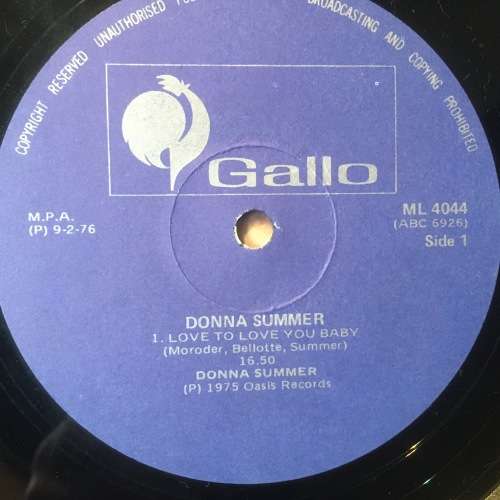 COPYRIGHT RESERVED UNAUTHORISED
BROADCASTING AND COPYING PROHIBITED
Gallo
M.P.A.
(P) 9-2-76
ML 4044
(ABC 6926)
Side 1
DONNA SUMMER
1. LOVE TO LOVE YOU BABY
(Moroder, Bellotte, Summer)
16.50
DONNA SUMMER
(P) 1975 Oasis Records